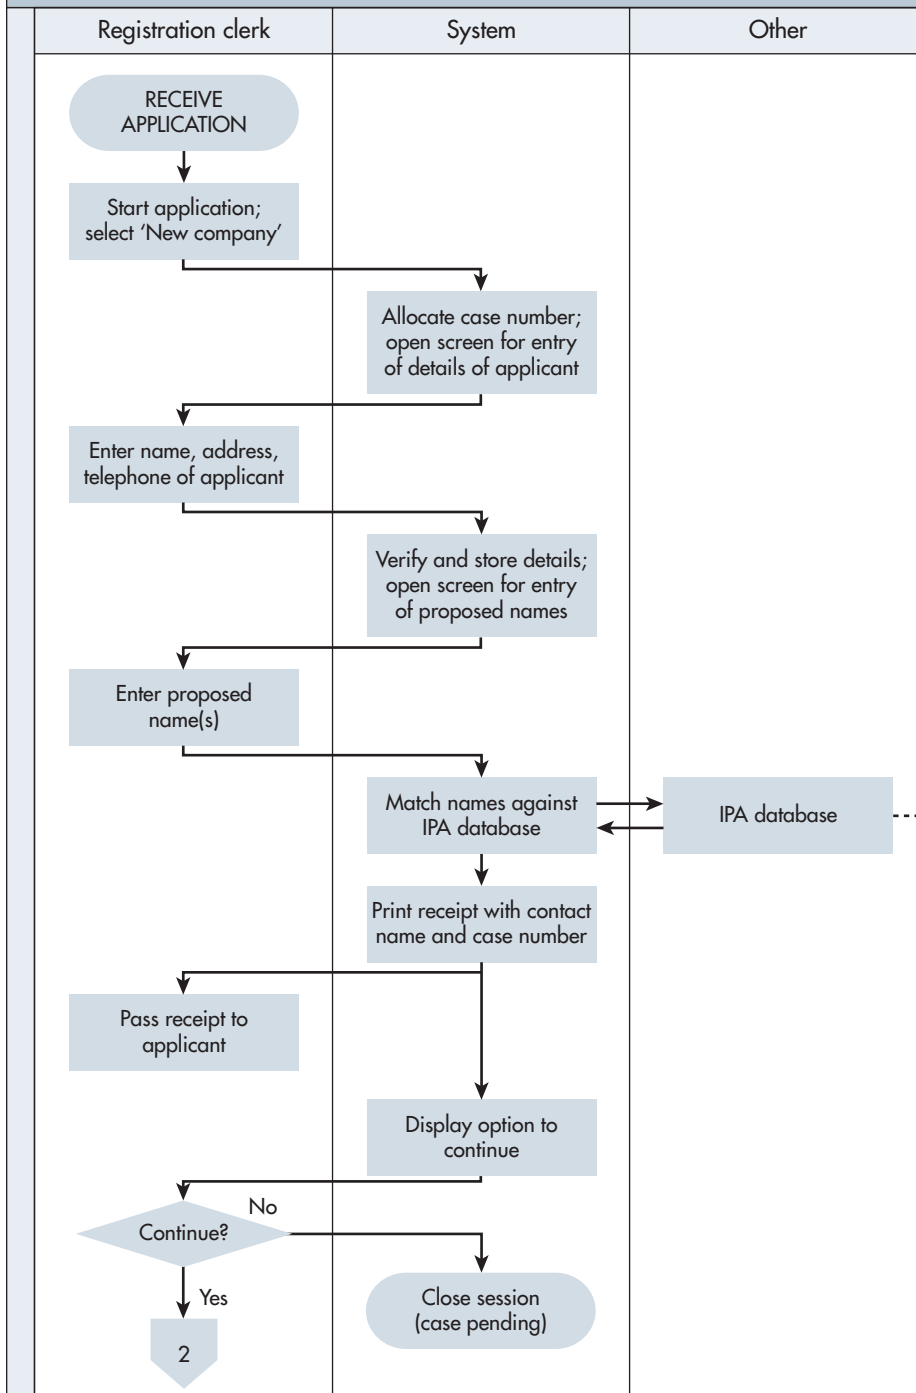 Registration clerk
System
Other
RECEIVE
APPLICATION
Start application;
select ‘New company’
Allocate case number;
open screen for entry
of details of applicant
Enter name, address,
telephone of applicant
Verify and store details;
open screen for entry
of proposed names
Enter proposed
name(s)
Match names against
IPA database
IPA database
Print receipt with contact
name and case number
Pass receipt to
applicant
Display option to
continue
Continue?
No
Yes
Close session
(case pending)
2